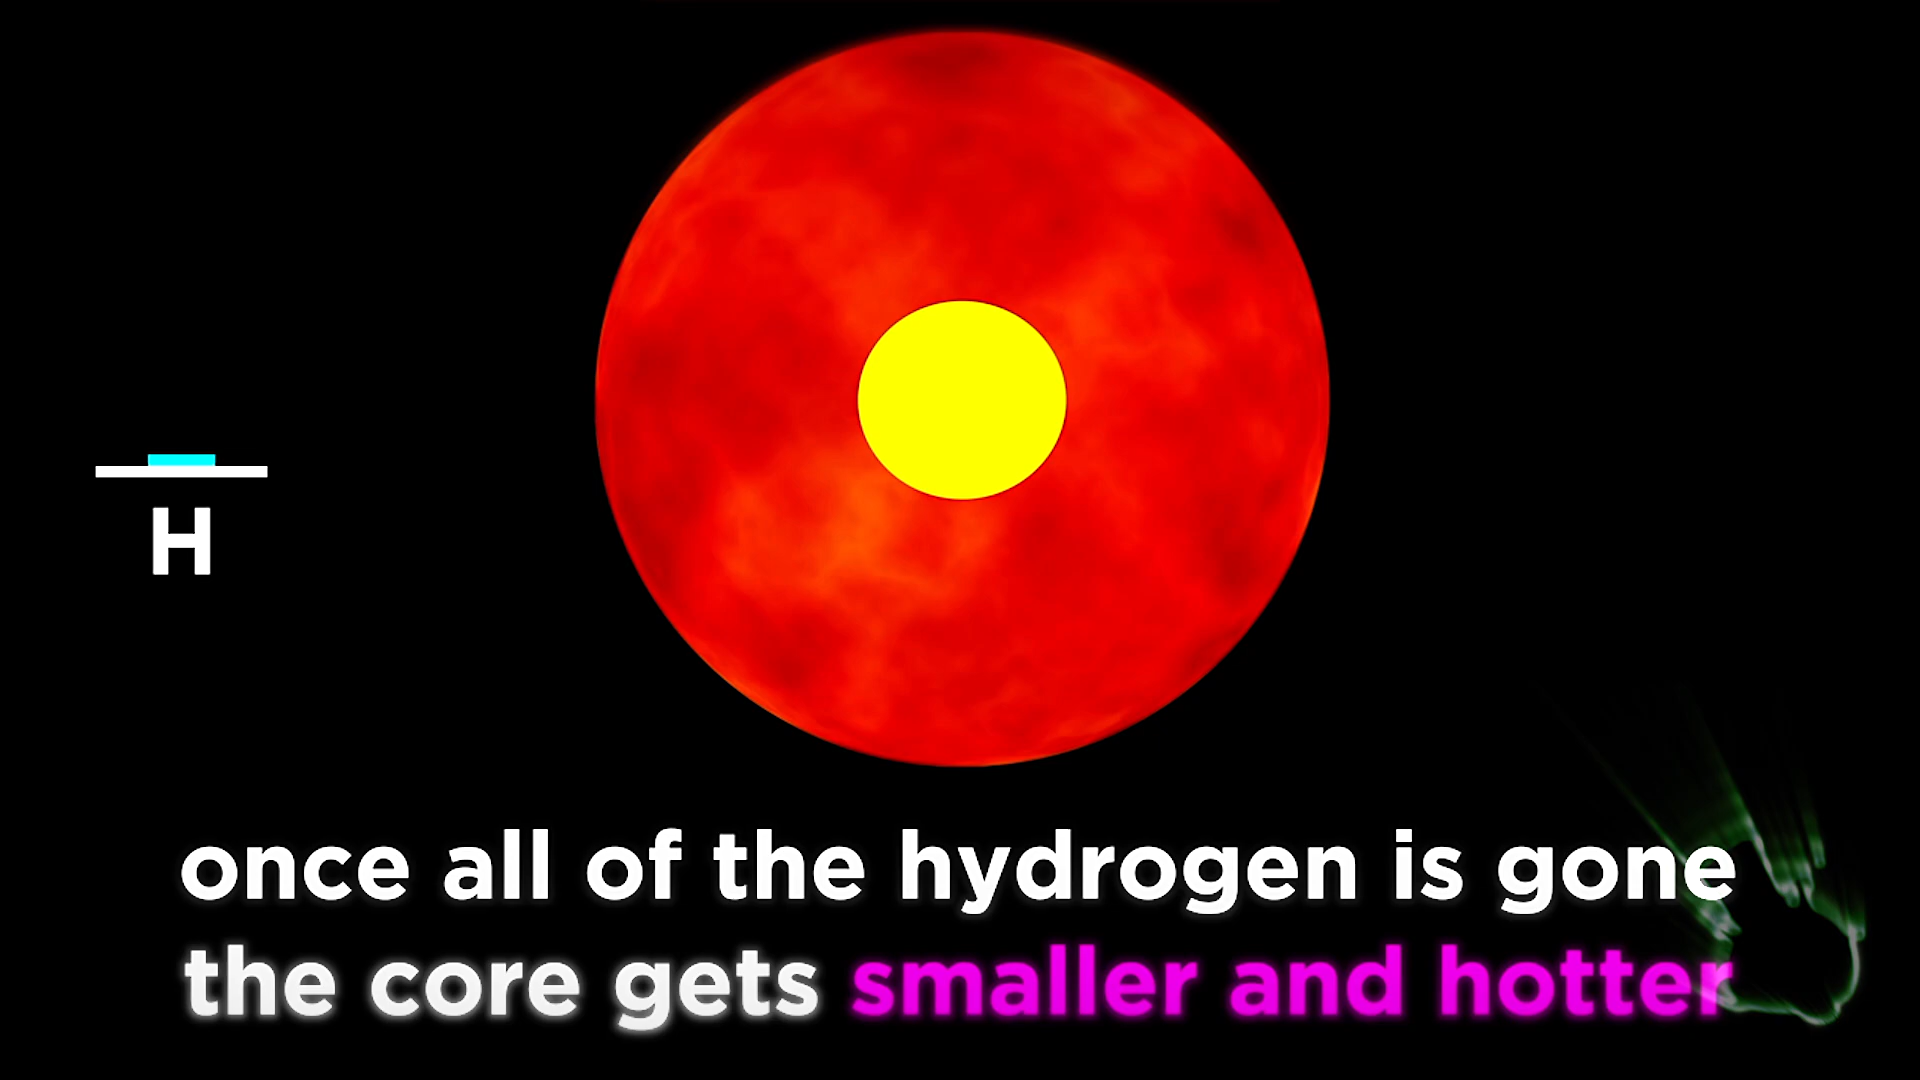 H
once all of the hydrogen is gone
the core gets smaller and hotter